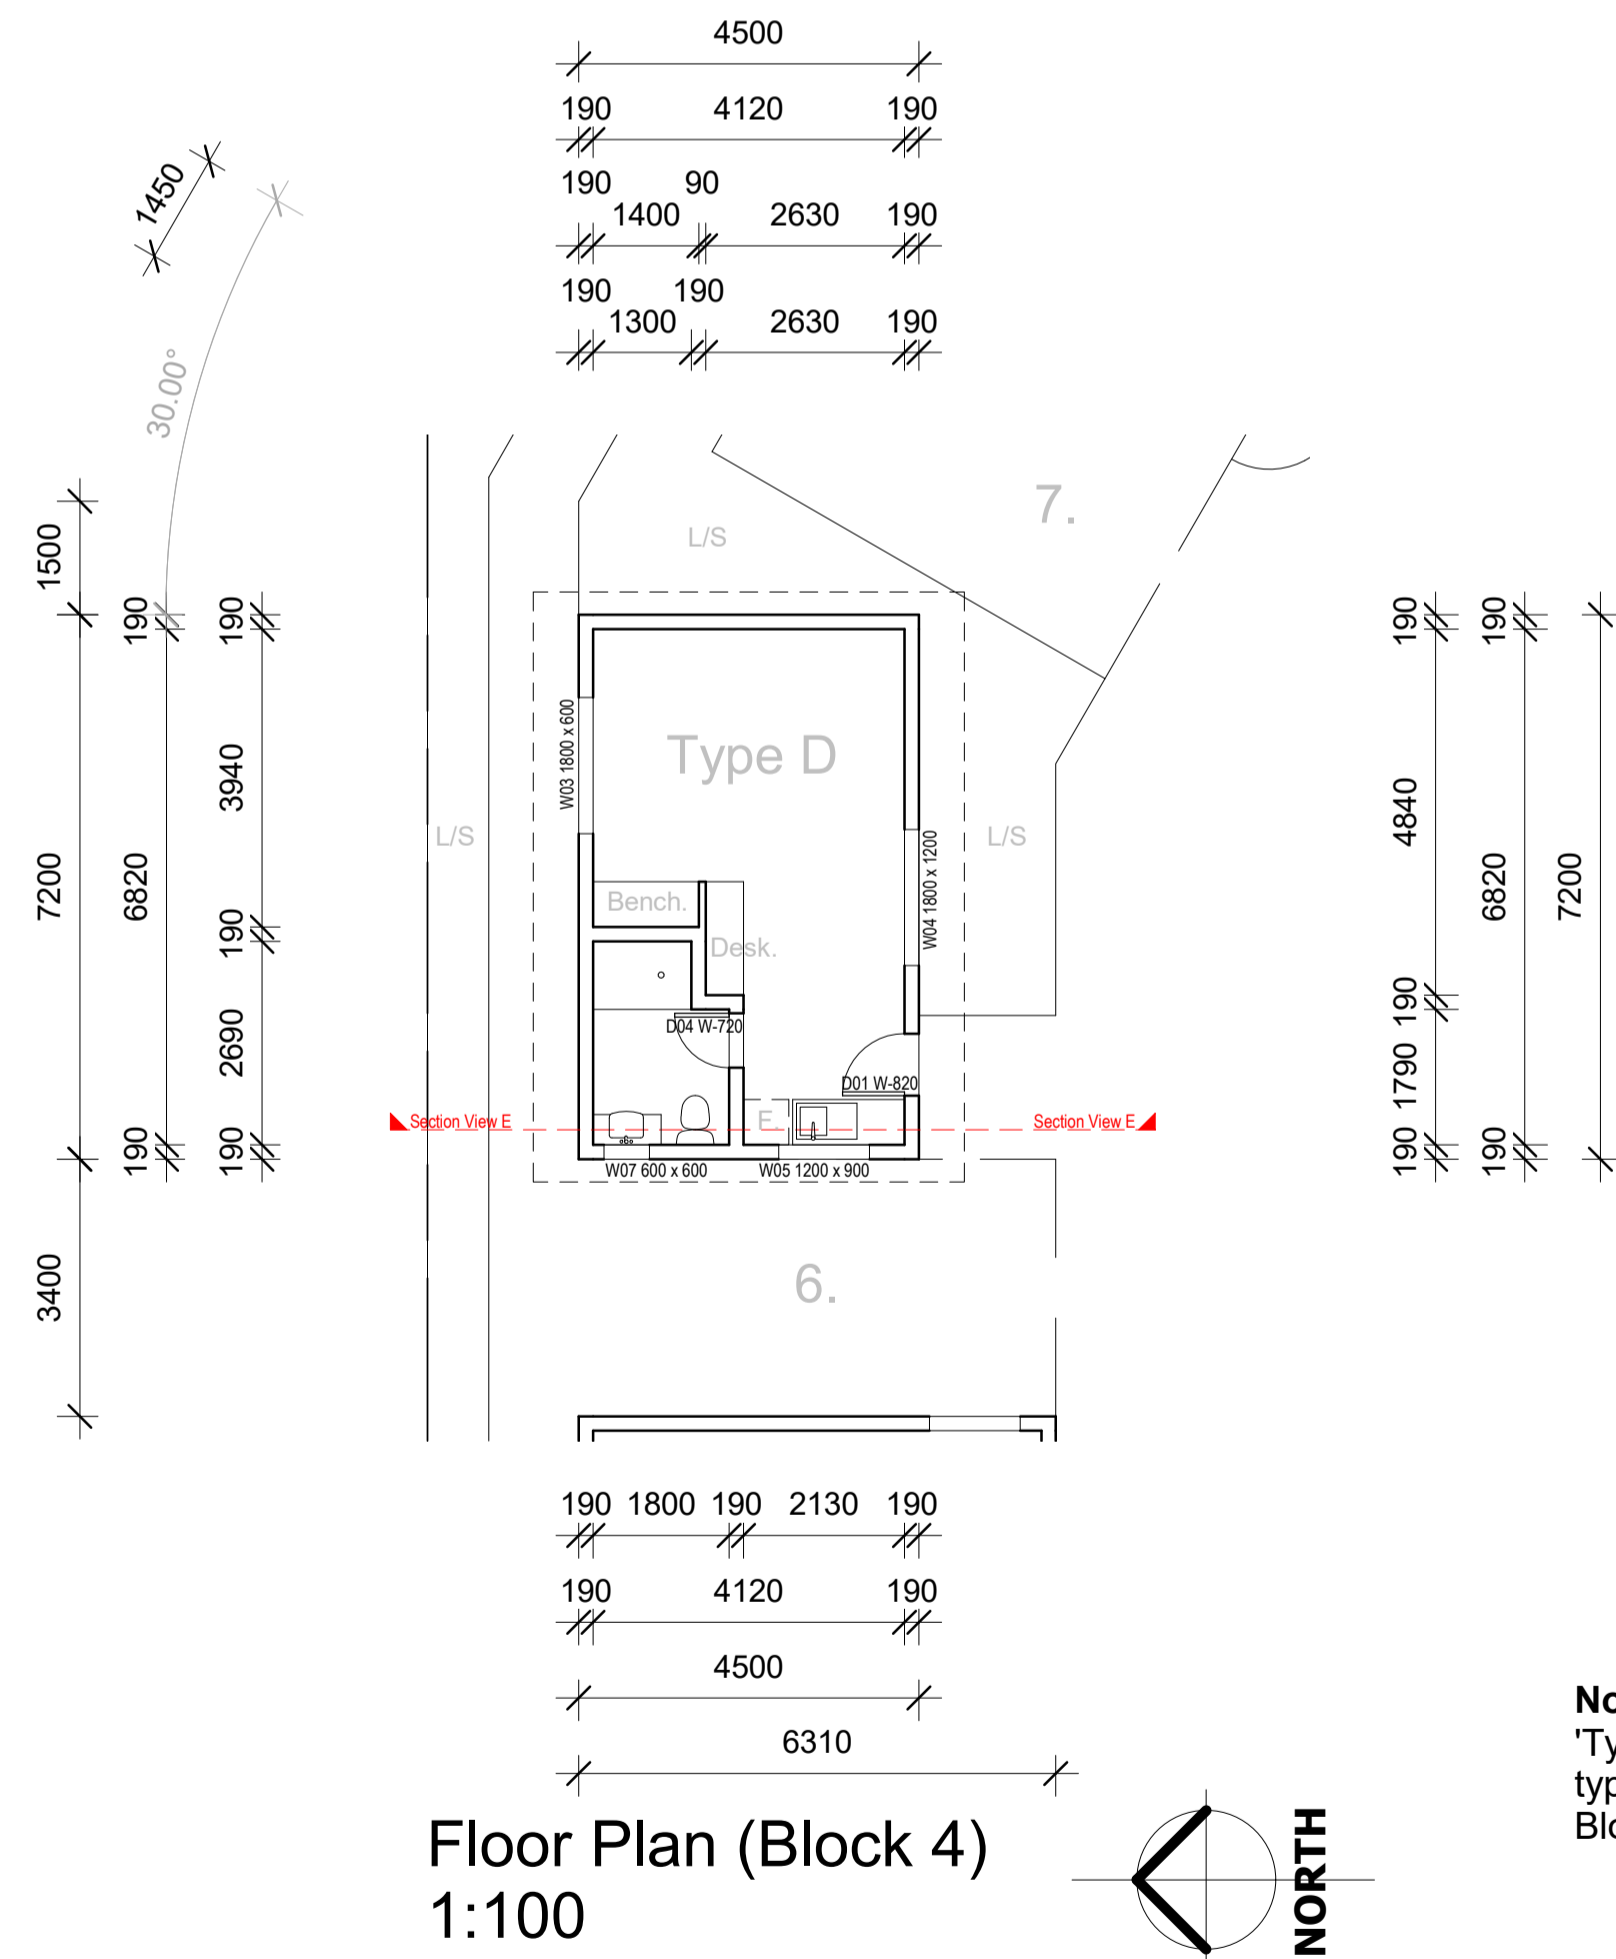 4500
190 4120 190
190 90
1400 2630 190
190 190
1300 2630 190
1450
30.00°
1500
7200
3400
190
6820
190
190
3940
190
2690
190
7.
L/S
Type D
W03 1800 x 600
L/S
L/S
W04 1800 x 1200
Bench.
Desk.
D04 W-720
D01 W-820
Section View E
E.
Section View E
W07 600 x 600
W05 1200 x 900
6.
190
4840
190
1790
190
190
6820
190
7200
190 1800 190 2130 190
190 4120 190
4500
6310
Floor Plan (Block 4)
1:100
NORTH